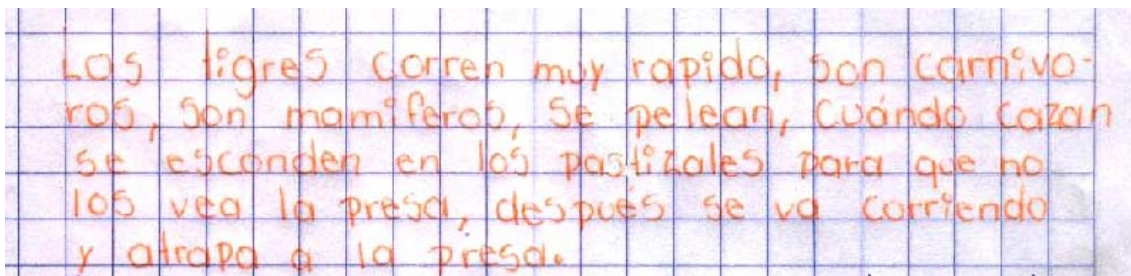 Los tigres corren muy rapido, son carnivo-
ros, son mamiferos, se pelean, Cuándo cazan
se esconden en los pastizales para que no
los vea la presa, después se va corriendo
y atrapa a la presa.